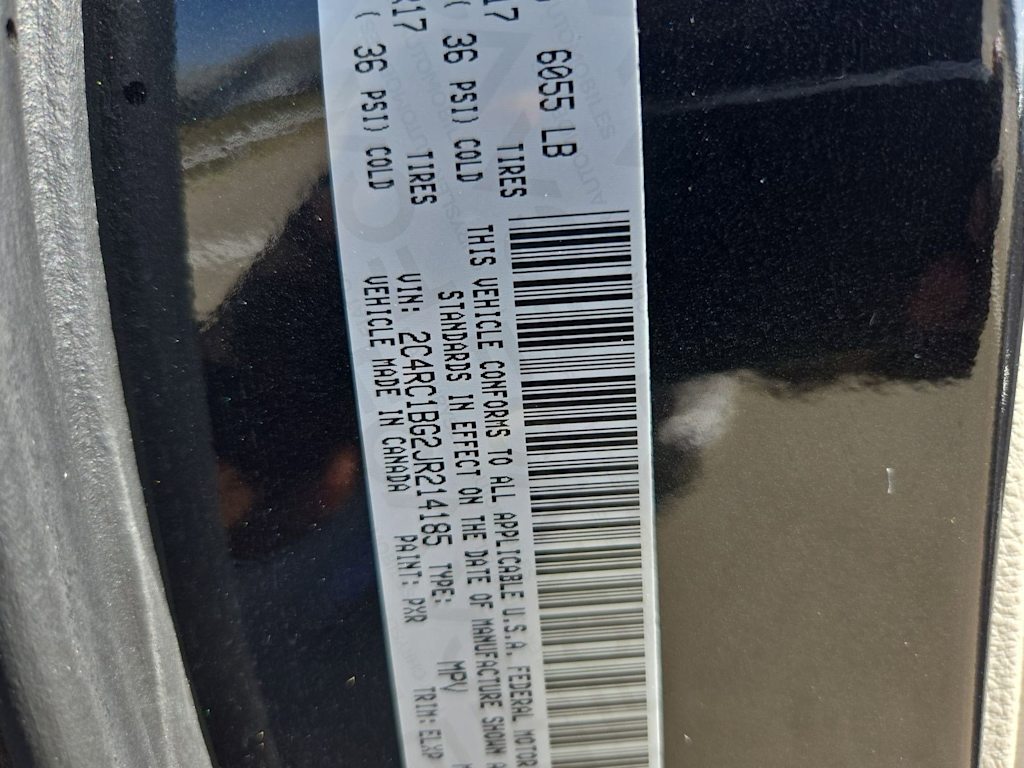 6055 LB
R17 TIRES
( 36 PSI) COLD
R17 TIRES
( 36 PSI) COLD
THIS VEHICLE CONFORMS TO ALL APPLICABLE U.S.A. FEDERAL MOTOR
STANDARDS IN EFFECT ON THE DATE OF MANUFACTURE SHOWN A
VIN: 2C4RC1BG2JR214185 TYPE: MPV
VEHICLE MADE IN CANADA PAINT: PXR TRIM: ELXP